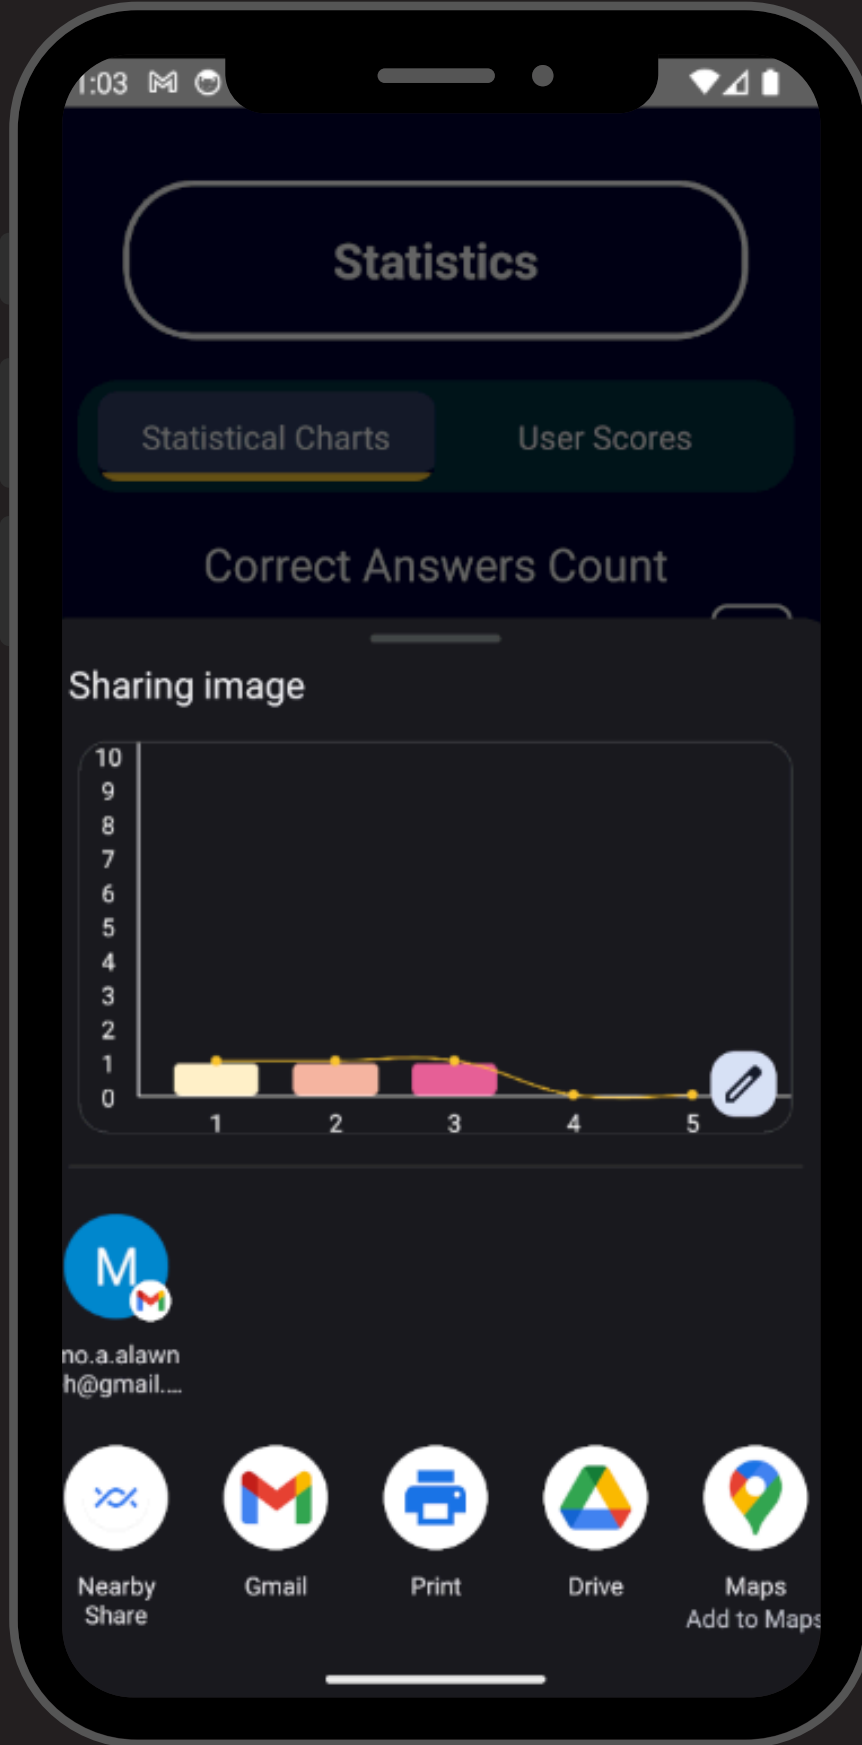 1:03
Statistics
Statistical Charts User Scores
Correct Answers Count
Sharing image
10
9
8
7
6
5
4
3
2
1
0
1 2 3 4 5
M
mo.a.alawn
h@gmail....
Nearby
Share
Gmail
Print
Drive
Maps
Add to Maps